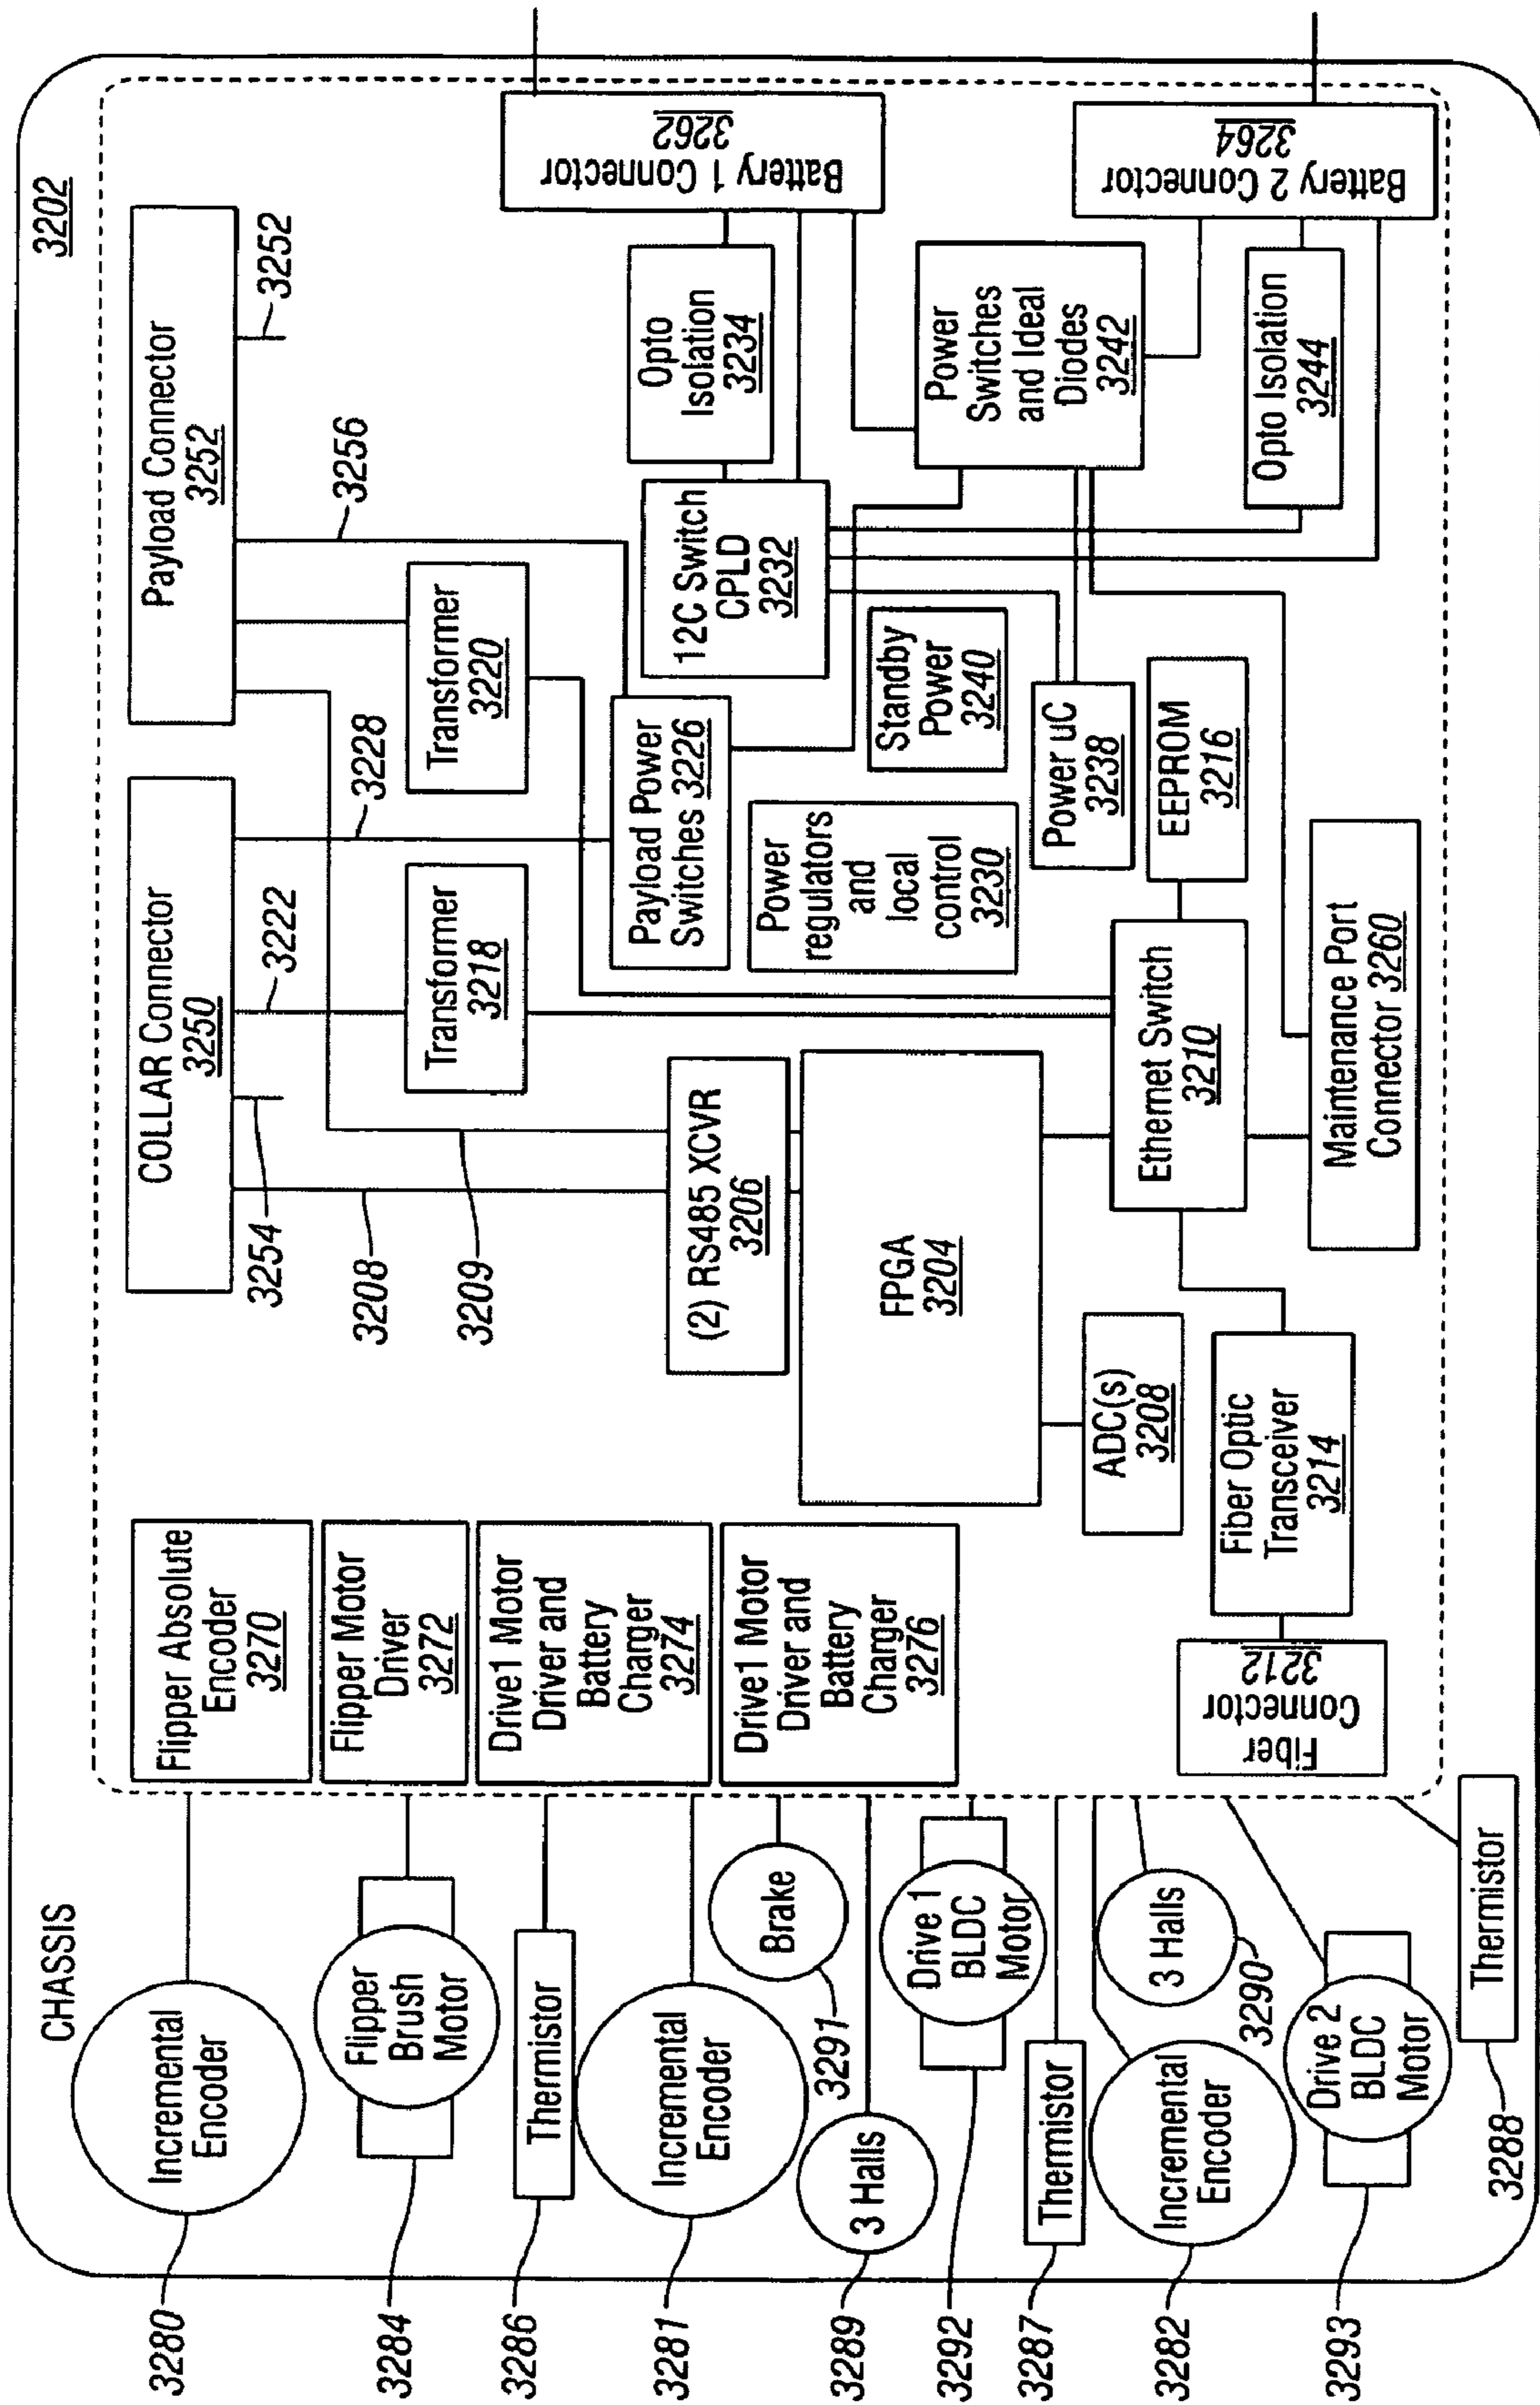 CHASSIS
3202
COLLAR Connector
3250
Payload Connector
3252
3254
3222
3228
3256
3252
3208
3209
Transformer
3218
Transformer
3220
Flipper Absolute
Encoder
3270
Flipper Motor
Driver
3272
Drive1 Motor
Driver and
Battery
Charger
3274
Drive1 Motor
Driver and
Battery
Charger
3276
(2) RS485 XCVR
3206
FPGA
3204
ADC(s)
3208
Payload Power
Switches 3226
Power
regulators
and
local
control
3230
12C Switch
CPLD
3232
Opto
Isolation
3234
Standby
Power
3240
Power uC
3238
Power
Switches
and Ideal
Diodes
3242
Opto Isolation
3244
Battery 1 Connector
3262
Battery 2 Connector
3264
EEPROM
3216
Ethernet Switch
3210
Maintenance Port
Connector 3260
Fiber Optic
Transceiver
3214
Fiber
Connector
3212
Incremental
Encoder
3280
Flipper
Brush
Motor
3284
Thermistor
3286
Incremental
Encoder
3281
Brake
3291
3 Halls
3289
Drive 1
BLDC
Motor
3292
Thermistor
3287
3 Halls
3290
Incremental
Encoder
3282
Drive 2
BLDC
Motor
3293
Thermistor
3288